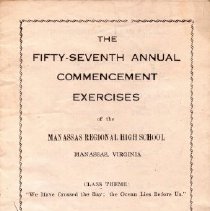 THE
FIFTY-SEVENTH ANNUAL
COMMENCEMENT
EXERCISES
of the
MANASSAS REGIONAL HIGH SCHOOL
MANASSAS, VIRGINIA
CLASS THEME:
"We Have Crossed the Bay; the Ocean Lies Before Us."